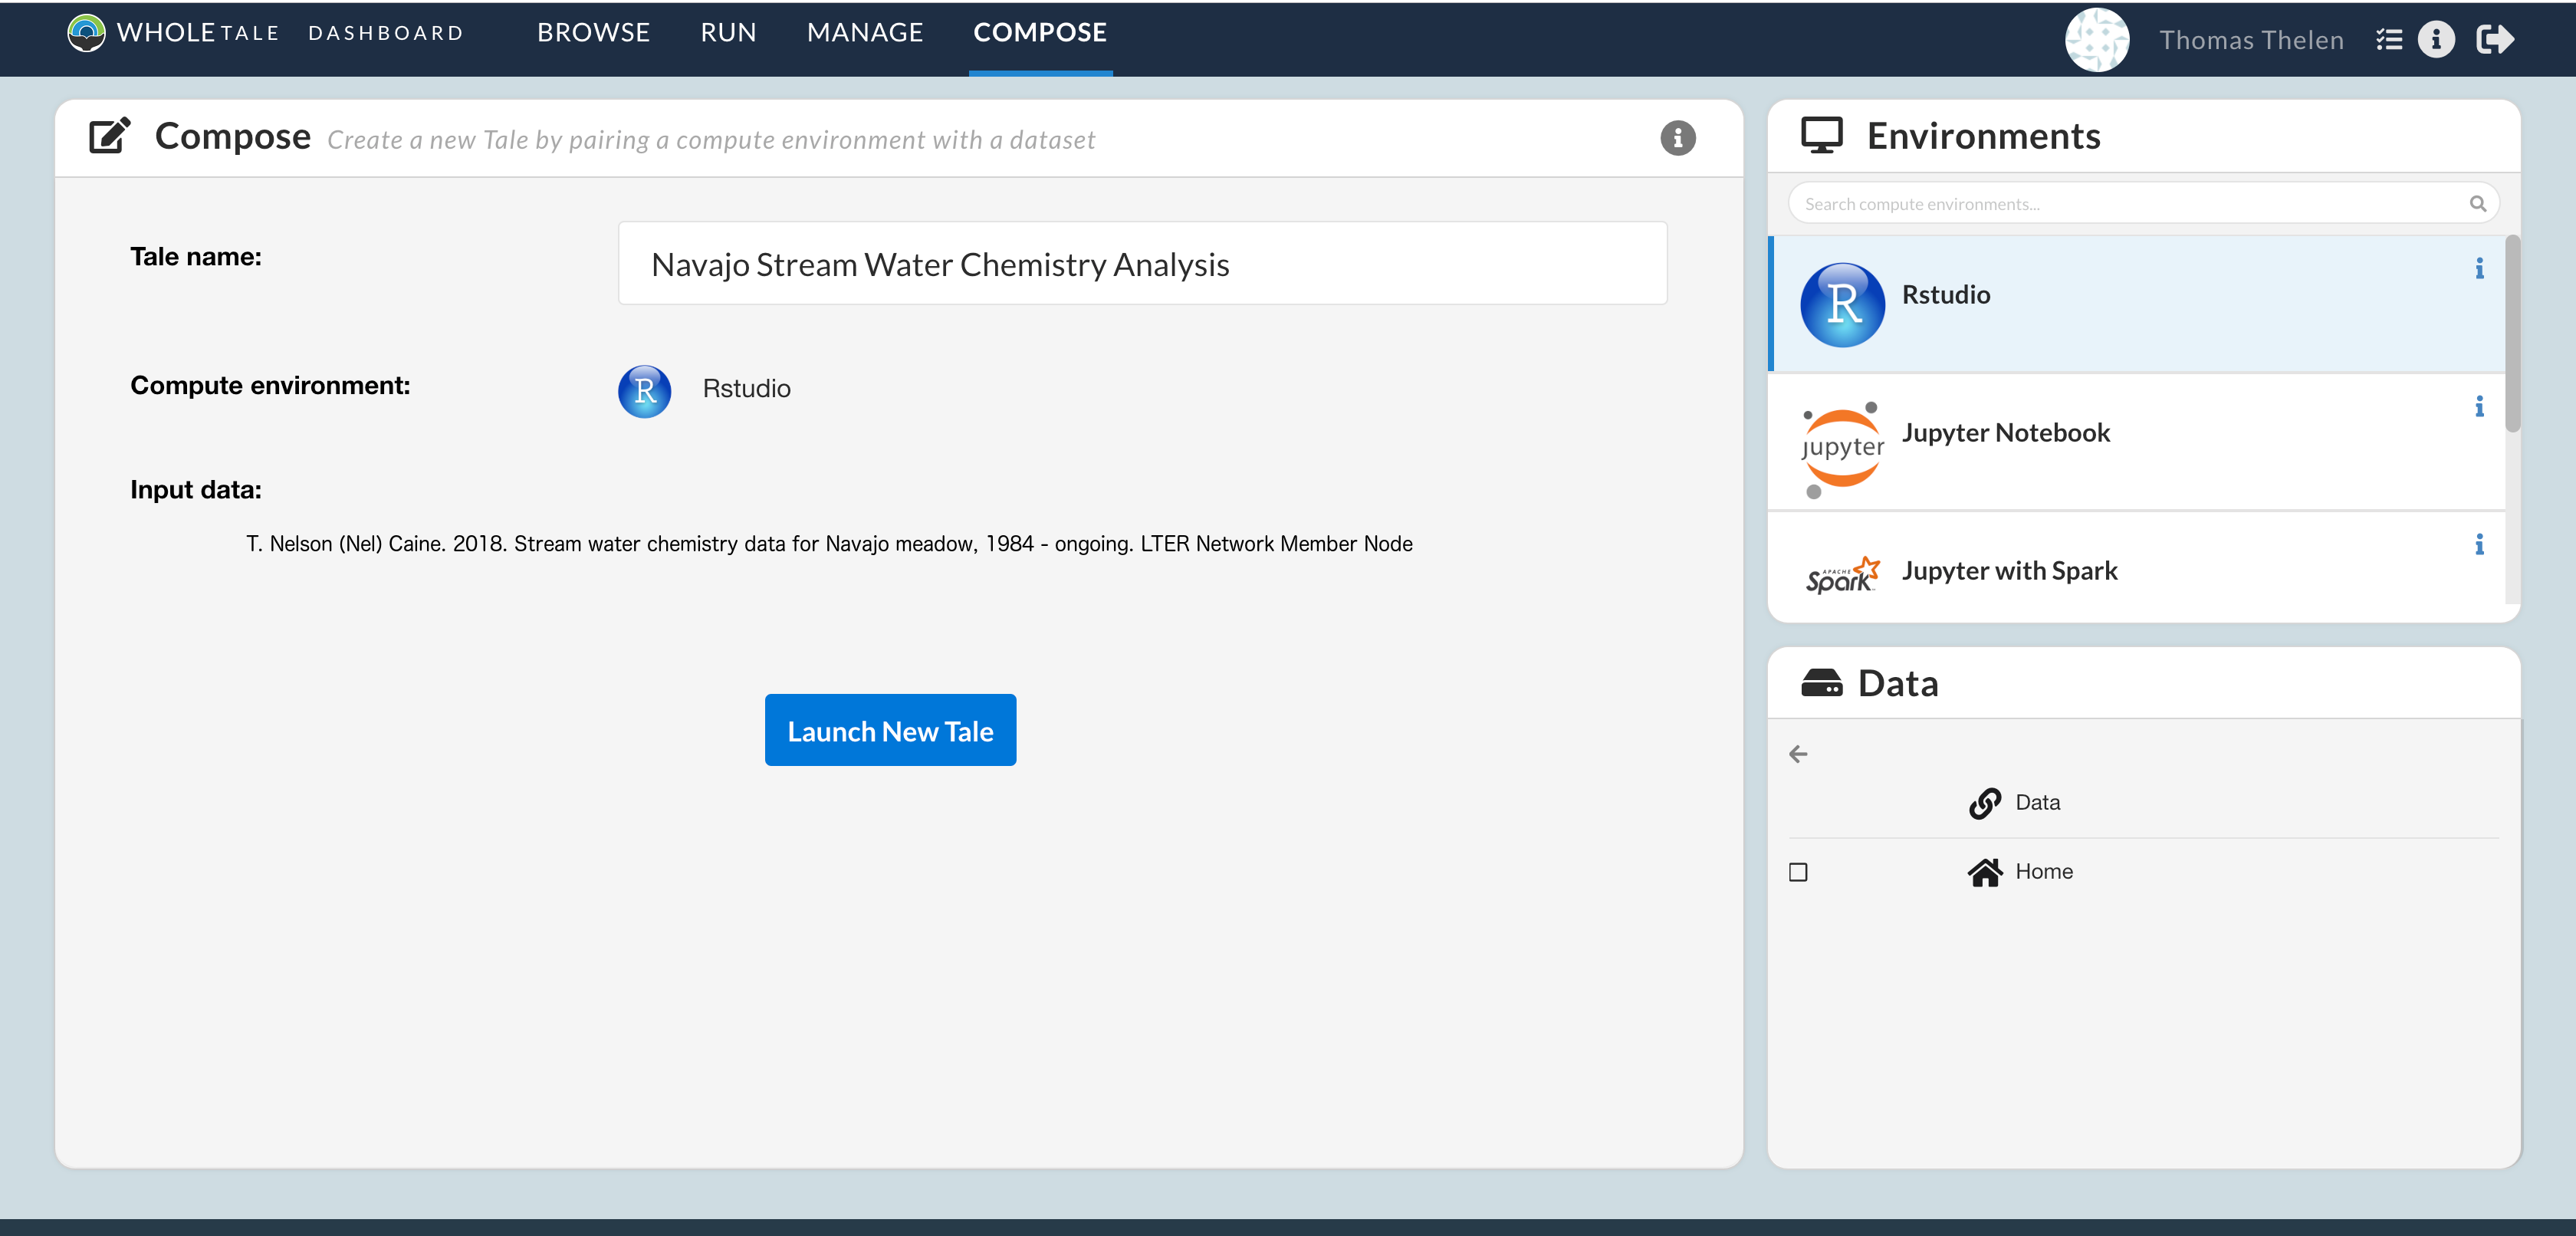 WHOLETALE DASHBOARD BROWSE RUN MANAGE COMPOSE Thomas Thelen
Compose Create a new Tale by pairing a compute environment with a dataset
Tale name: Navajo Stream Water Chemistry Analysis
Compute environment: R Rstudio
Input data:
T. Nelson (Nel) Caine. 2018. Stream water chemistry data for Navajo meadow, 1984 - ongoing. LTER Network Member Node
Launch New Tale
Environments
Search compute environments...
R Rstudio
jupyter Jupyter Notebook
APACHE Spark Jupyter with Spark
Data
Data
Home